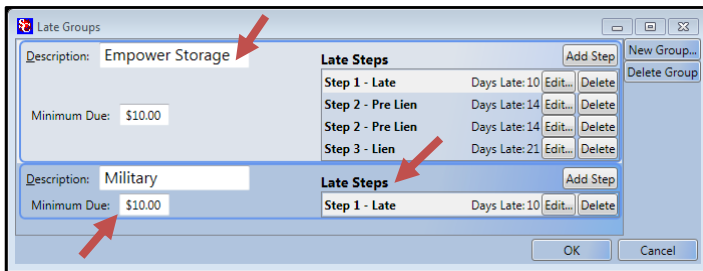 SC Late Groups
Description: Empower Storage
Late Steps Add Step
New Group...
Delete Group
Step 1 - Late Days Late: 10 Edit... Delete
Step 2 - Pre Lien Days Late: 14 Edit... Delete
Minimum Due: $10.00
Step 2 - Pre Lien Days Late: 14 Edit... Delete
Step 3 - Lien Days Late: 21 Edit... Delete
Description: Military
Late Steps Add Step
Minimum Due: $10.00
Step 1 - Late Days Late: 10 Edit... Delete
OK Cancel